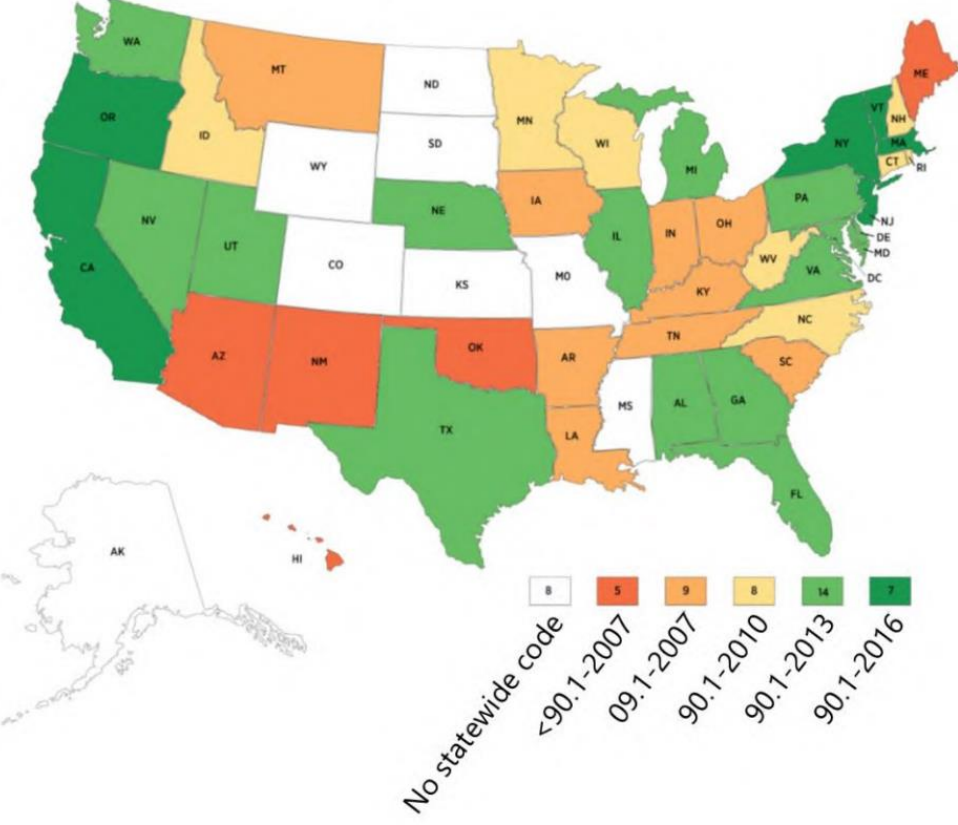 WA
MT
ND
ME
OR
ID
MN
VT
NH
SD
WI
NY
MA
WY
MI
CT
RI
IA
PA
NV
NE
UT
IL
IN
OH
NJ
DE
MD
CO
WV
VA
DC
CA
KS
MO
KY
NC
AZ
NM
OK
TN
AR
SC
MS
AL
GA
TX
LA
FL
AK
HI
8
5
9
8
14
7
No statewide code
<90.1-2007
09.1-2007
90.1-2010
90.1-2013
90.1-2016